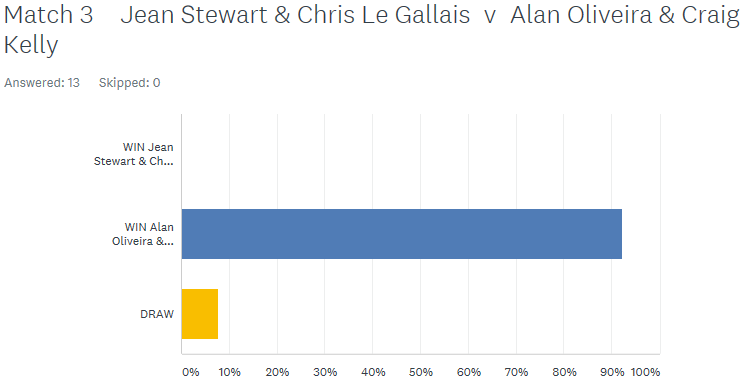 Match 3 Jean Stewart & Chris Le Gallais v Alan Oliveira & Craig
Kelly
Answered: 13 Skipped: 0
WIN Jean
Stewart & Ch...
WIN Alan
Oliveira &...
DRAW
0% 10% 20% 30% 40% 50% 60% 70% 80% 90% 100%